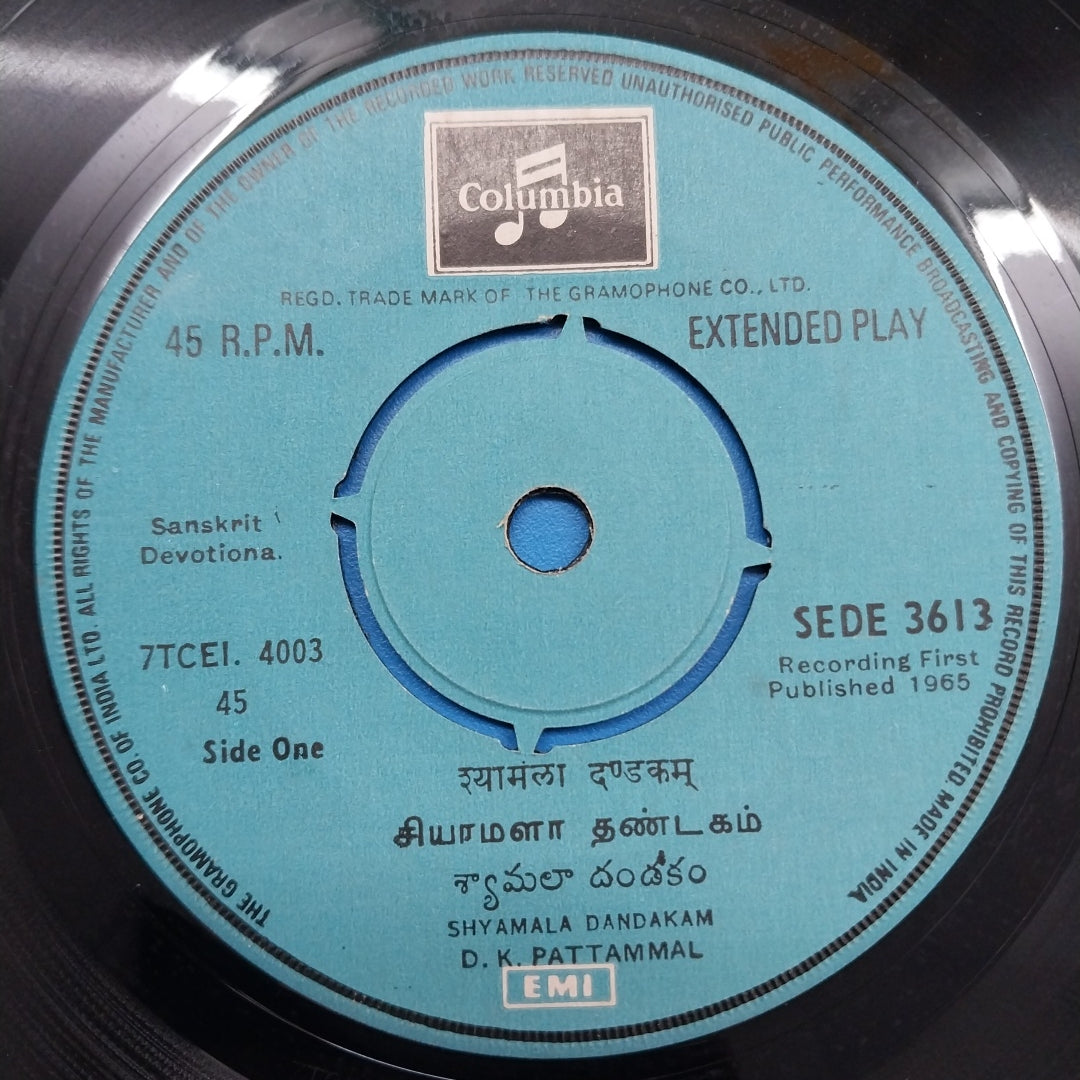 THE GRAMOPHONE CO. OF INDIA LTD. ALL RIGHTS OF THE MANUFACTURER AND OF THE OWNER OF THE RECORDED WORK RESERVED UNAUTHORISED PUBLIC PERFORMANCE BROADCASTING AND COPYING OF THIS RECORD PROHIBITED. MADE IN INDIA
Columbia
REGD. TRADE MARK OF THE GRAMOPHONE CO., LTD.
45 R.P.M.
EXTENDED PLAY
Sanskrit
Devotiona.
7TCEI. 4003
45
Side One
SEDE 3613
Recording First
Published 1965
श्यामला दण्डकम्
சியாமளா தண்டகம்
శ్యామలా దండకం
SHYAMALA DANDAKAM
D. K. PATTAMMAL
EMI